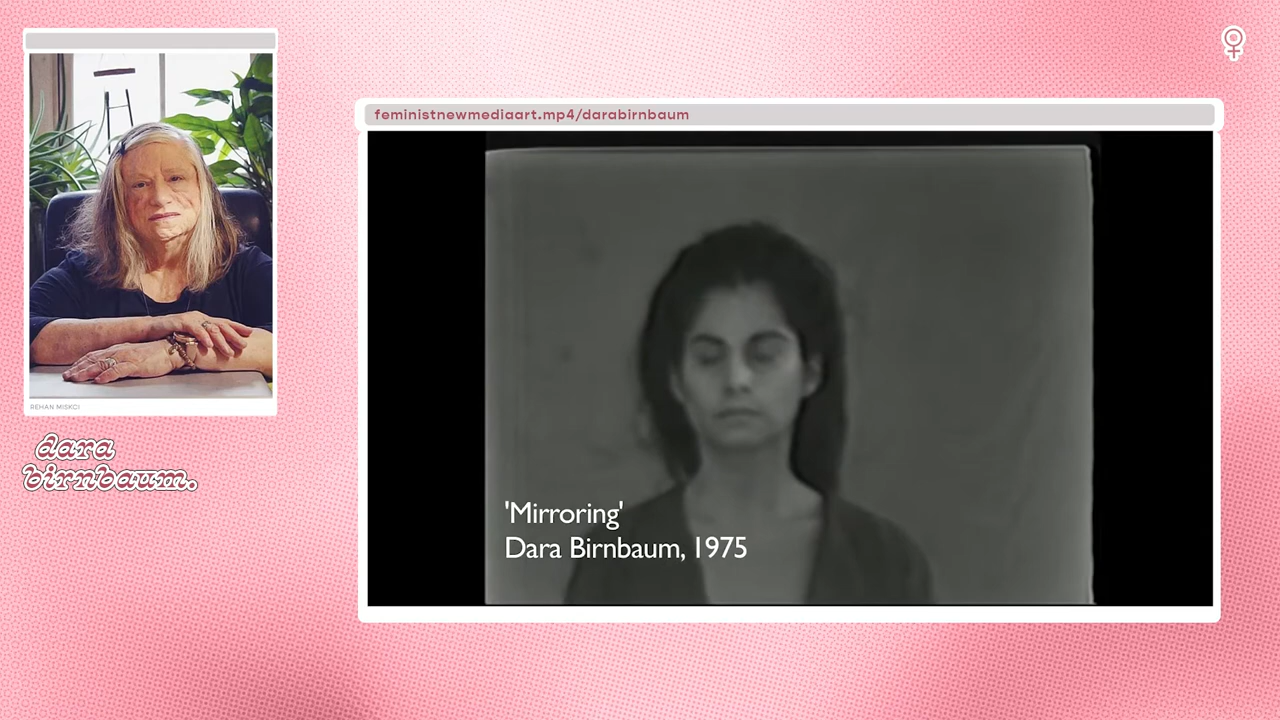 feministnewmediaart.mp4/darabirnbaum
REHAN MISKCI
dara
birnbaum.
'Mirroring'
Dara Birnbaum, 1975